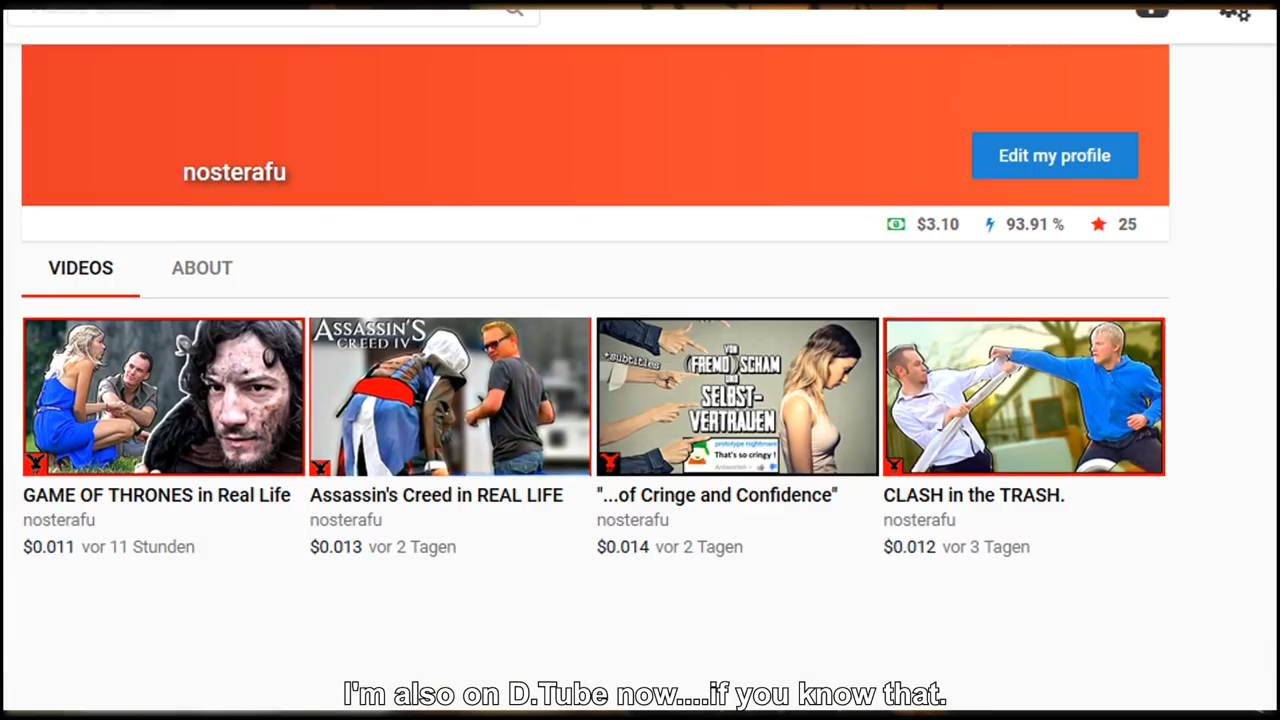 nosterafu
Edit my profile
$3.10 93.91 % 25
VIDEOS ABOUT
ASSASSIN'S
CREED IV
*subtitles
VON
(FREMD)SCHAM
UND
SELBST-
VERTRAUEN
prototype nightmare
That's so cringy !
Antworten
GAME OF THRONES in Real Life
nosterafu
$0.011 vor 11 Stunden
Assassin's Creed in REAL LIFE
nosterafu
$0.013 vor 2 Tagen
"...of Cringe and Confidence"
nosterafu
$0.014 vor 2 Tagen
CLASH in the TRASH.
nosterafu
$0.012 vor 3 Tagen
I'm also on D.Tube now....if you know that.